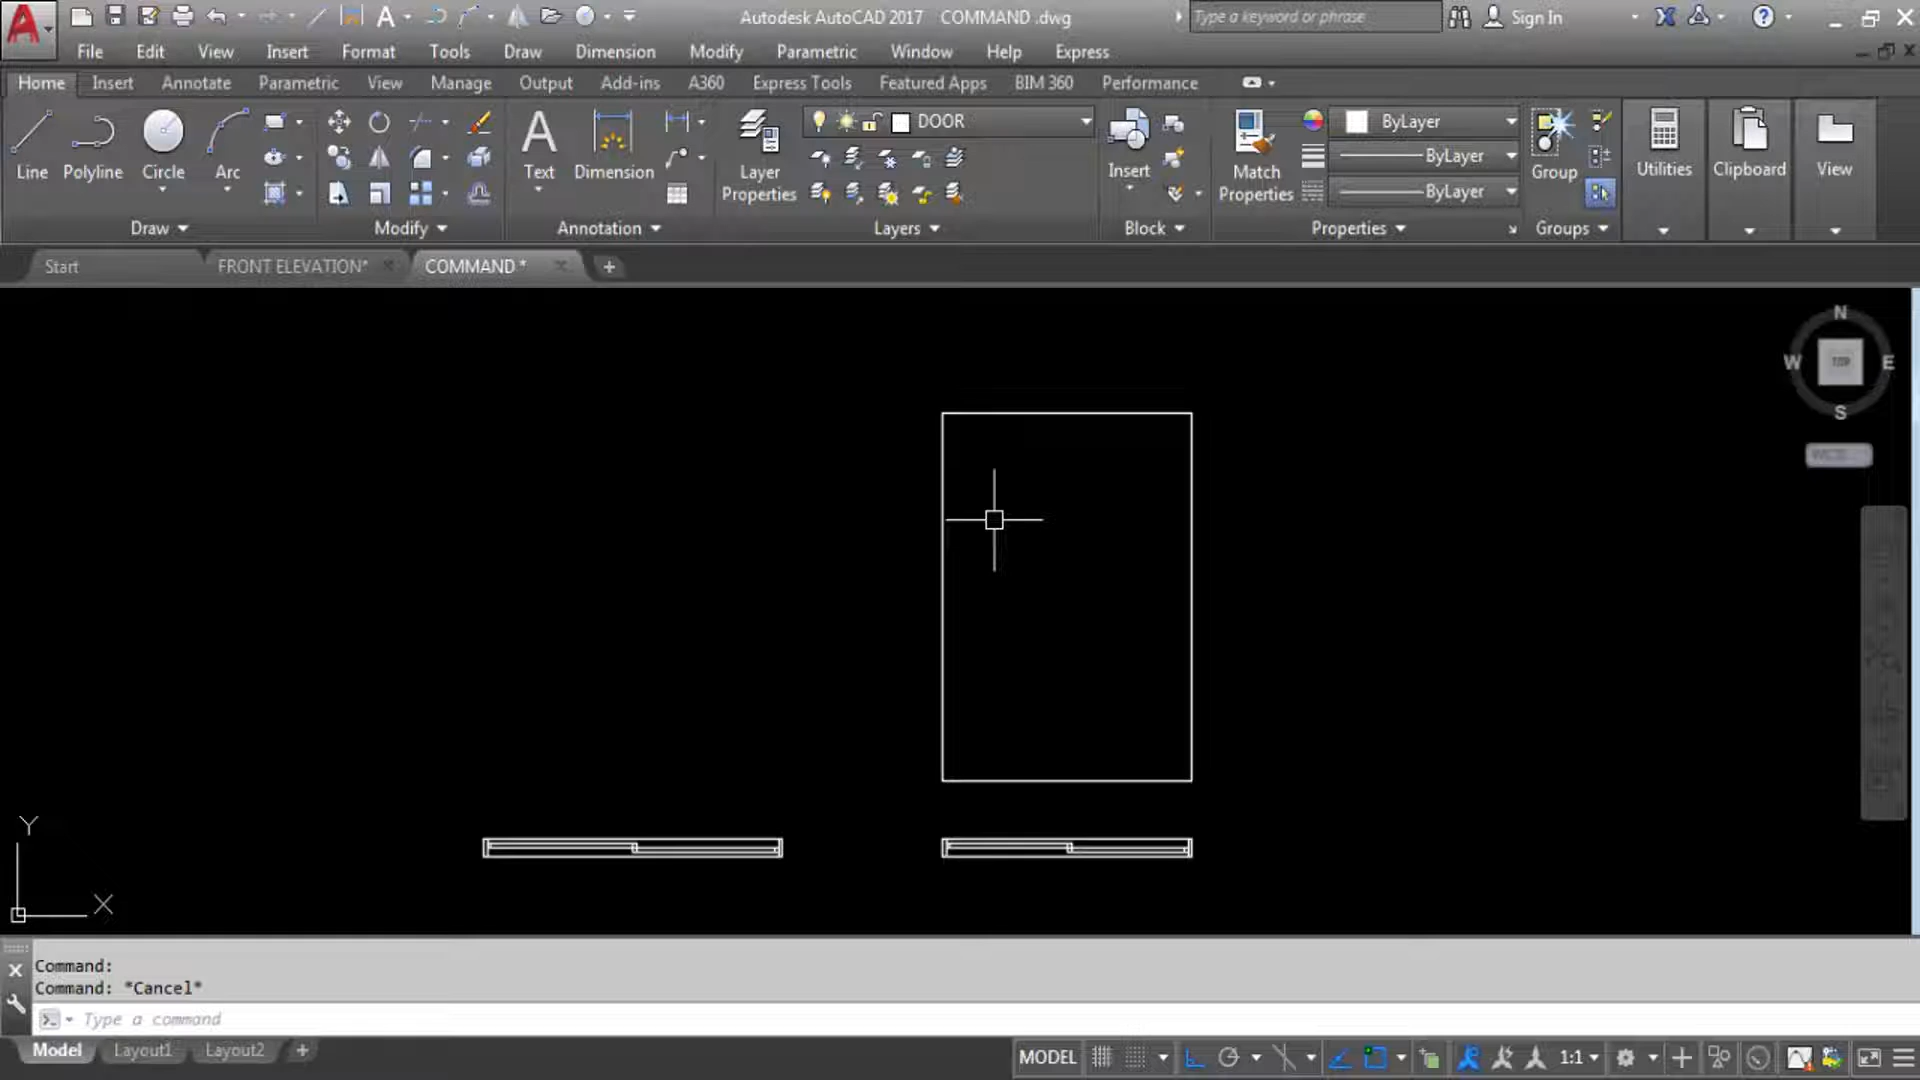 Autodesk AutoCAD 2017 COMMAND .dwg
Type a keyword or phrase
Sign In
File Edit View Insert Format Tools Draw Dimension Modify Parametric Window Help Express
Home Insert Annotate Parametric View Manage Output Add-ins A360 Express Tools Featured Apps BIM 360 Performance
DOOR
ByLayer
ByLayer
ByLayer
Line Polyline Circle Arc
Text Dimension
Layer Properties
Insert
Match Properties
Group
Utilities
Clipboard
View
Draw Modify Annotation Layers Block Properties Groups
Start FRONT ELEVATION* COMMAND *
N
W TOP E
S
Y
X
Command:
Command: *Cancel*
Type a command
Model Layout1 Layout2
MODEL 1:1